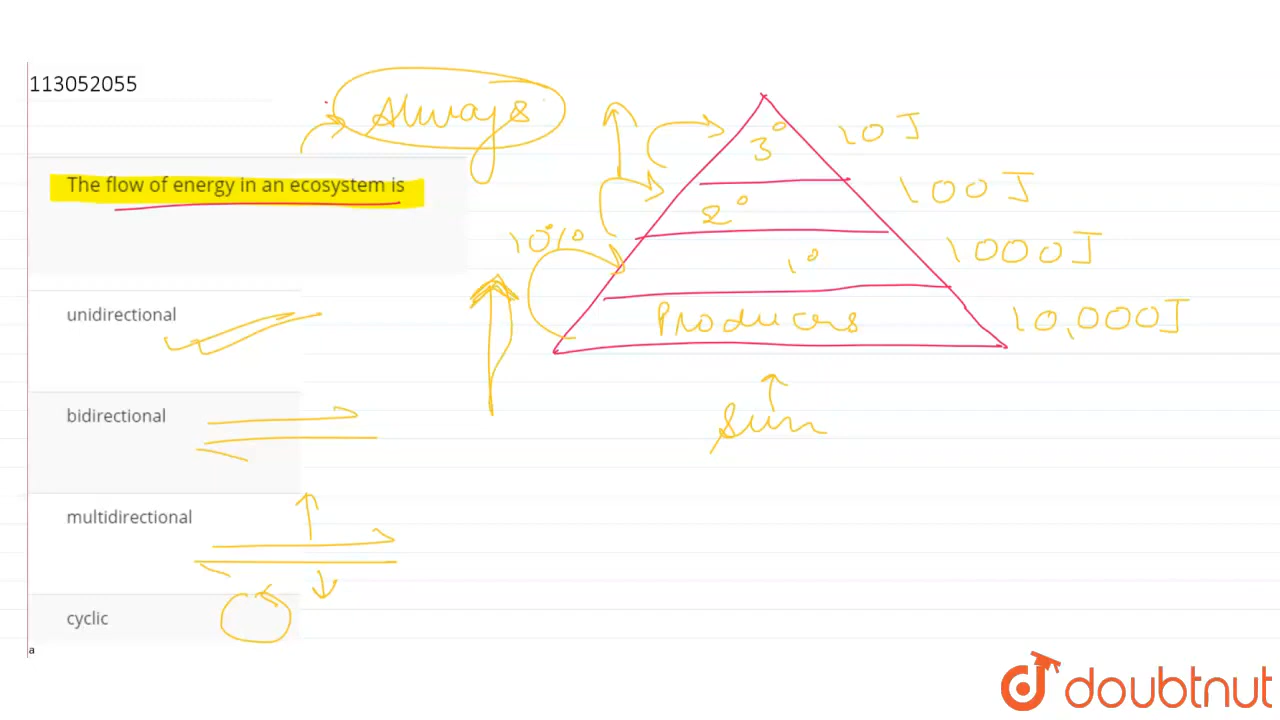 113052055
Always
The flow of energy in an ecosystem is
unidirectional
bidirectional
multidirectional
cyclic
a
3° 10 J
2° 100 J
10%
1° 1000 J
Producers 10,000 J
Sun
doubtnut